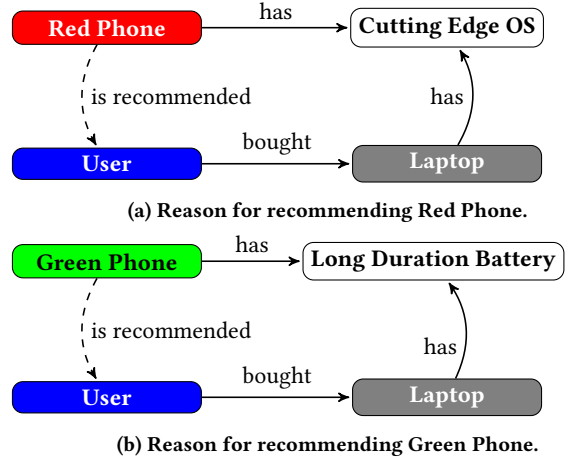 Red Phone
has
Cutting Edge OS
is recommended
has
User
bought
Laptop
(a) Reason for recommending Red Phone.
Green Phone
has
Long Duration Battery
is recommended
has
User
bought
Laptop
(b) Reason for recommending Green Phone.